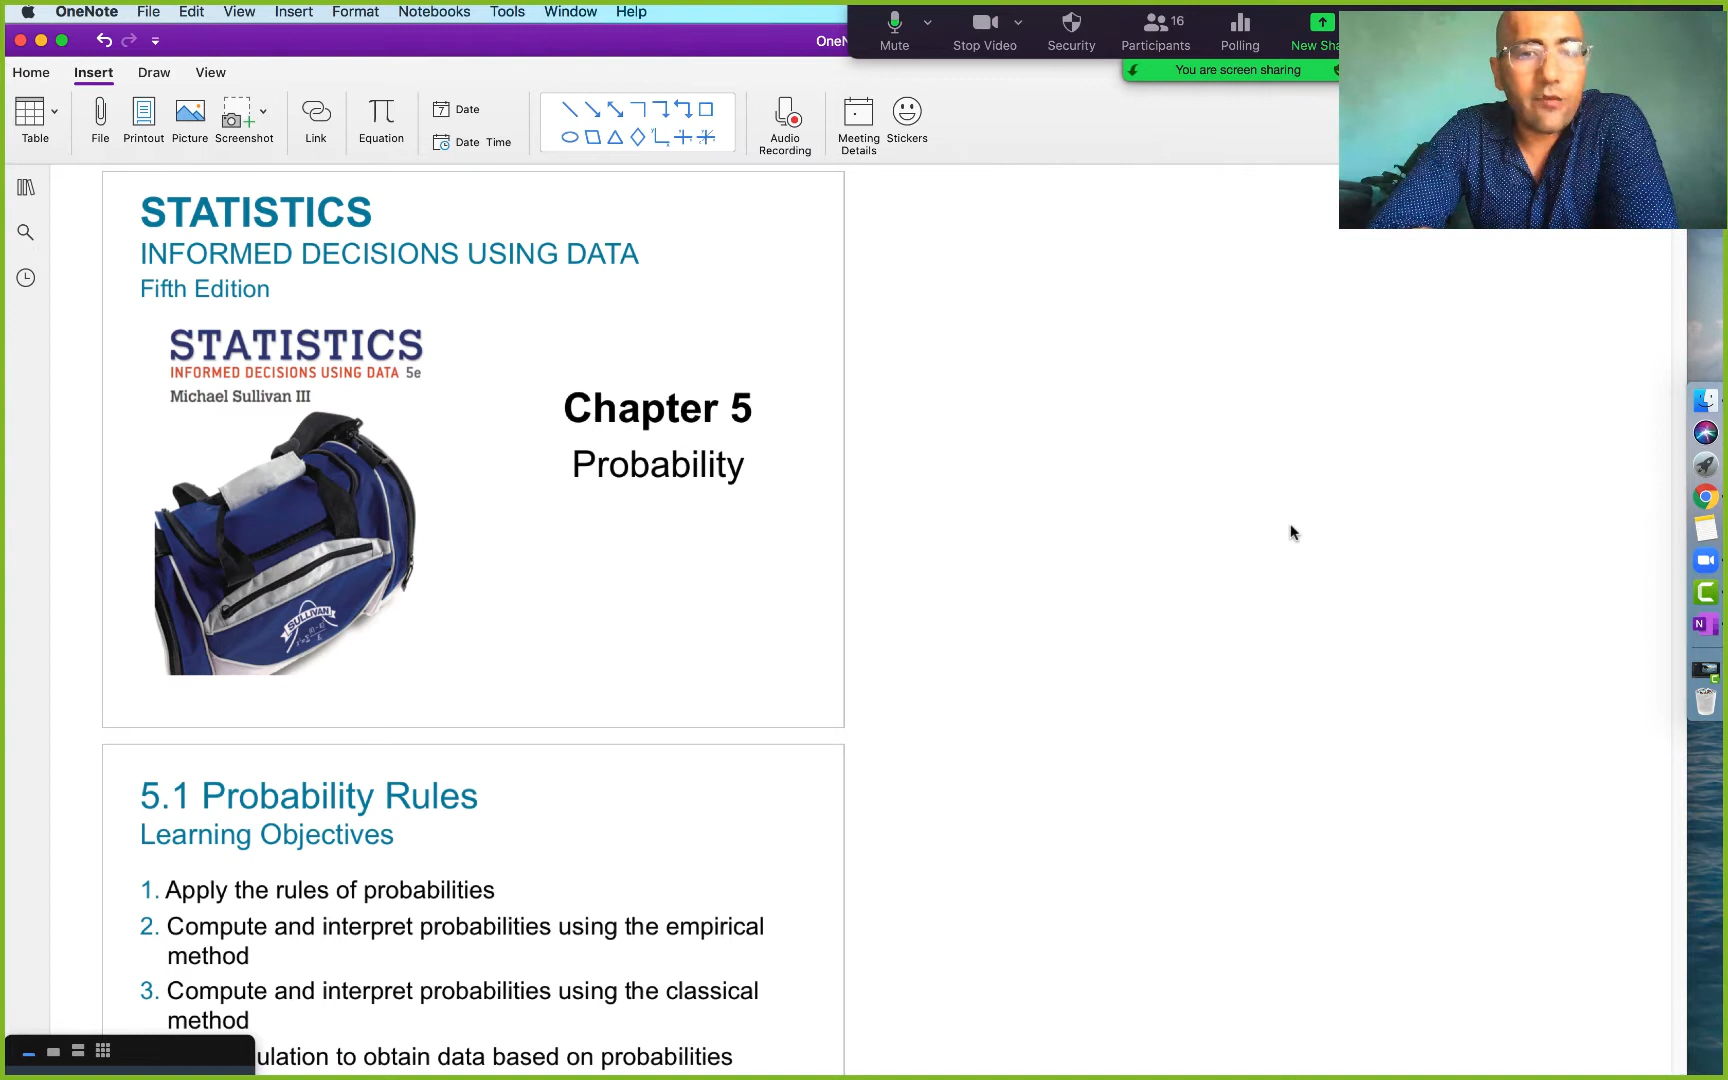 OneNote File Edit View Insert Format Notebooks Tools Window Help
OneN
Mute Stop Video Security Participants 16 Polling New Sha
You are screen sharing
Home Insert Draw View
Table File Printout Picture Screenshot Link Equation
7 Date
Date Time
Audio
Recording
Meeting
Details
Stickers
STATISTICS
INFORMED DECISIONS USING DATA
Fifth Edition
STATISTICS
INFORMED DECISIONS USING DATA 5e
Michael Sullivan III
SULLIVAN
Chapter 5
Probability
5.1 Probability Rules
Learning Objectives
1. Apply the rules of probabilities
2. Compute and interpret probabilities using the empirical
method
3. Compute and interpret probabilities using the classical
method
ulation to obtain data based on probabilities